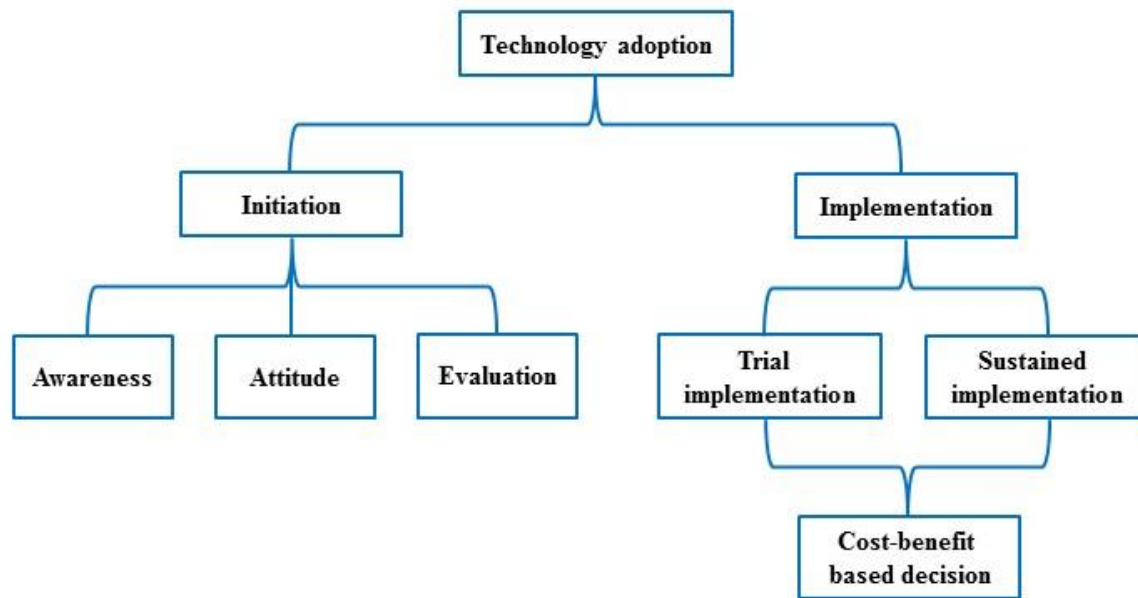 Technology adoption
Initiation
Implementation
Awareness
Attitude
Evaluation
Trial
implementation
Sustained
implementation
Cost-benefit
based decision